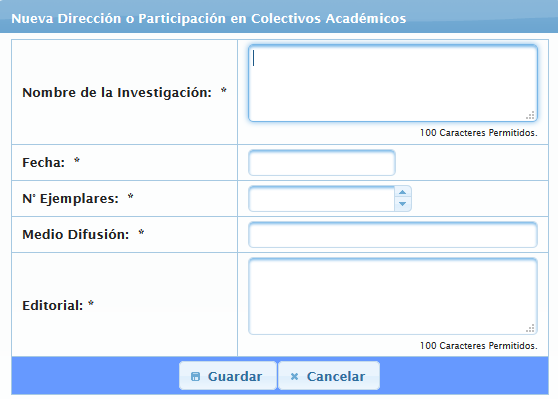 Nueva Dirección o Participación en Colectivos Académicos
Nombre de la Investigación: *
100 Caracteres Permitidos.
Fecha: *
N° Ejemplares: *
Medio Difusión: *
Editorial: *
100 Caracteres Permitidos.
Guardar Cancelar